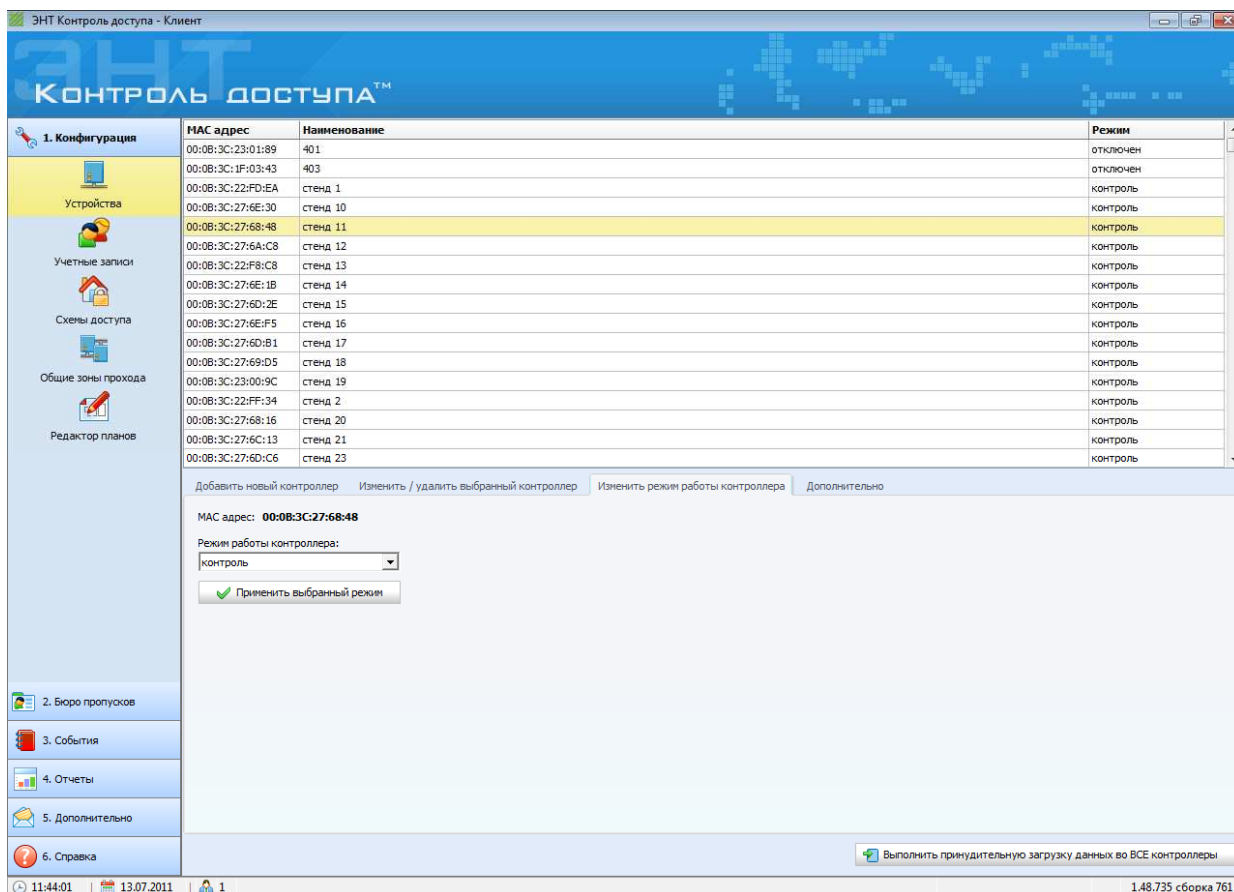 ЭНТ Контроль доступа - Клиент
ЭНТ
КОНТРОЛЬ ДОСТУПА™
1. Конфигурация
Устройства
Учетные записи
Схемы доступа
Общие зоны прохода
Редактор планов
2. Бюро пропусков
3. События
4. Отчеты
5. Дополнительно
6. Справка
MAC адрес Наименование Режим
00:0B:3C:23:01:89 401 отключен
00:0B:3C:1F:03:43 403 отключен
00:0B:3C:22:FD:EA стенд 1 контроль
00:0B:3C:27:6E:30 стенд 10 контроль
00:0B:3C:27:68:48 стенд 11 контроль
00:0B:3C:27:6A:C8 стенд 12 контроль
00:0B:3C:22:F8:C8 стенд 13 контроль
00:0B:3C:27:6E:1B стенд 14 контроль
00:0B:3C:27:6D:2E стенд 15 контроль
00:0B:3C:27:6E:F5 стенд 16 контроль
00:0B:3C:27:6D:B1 стенд 17 контроль
00:0B:3C:27:69:D5 стенд 18 контроль
00:0B:3C:23:00:9C стенд 19 контроль
00:0B:3C:22:FF:34 стенд 2 контроль
00:0B:3C:27:68:16 стенд 20 контроль
00:0B:3C:27:6C:13 стенд 21 контроль
00:0B:3C:27:6D:C6 стенд 23 контроль
Добавить новый контроллер Изменить / удалить выбранный контроллер Изменить режим работы контроллера Дополнительно
MAC адрес: 00:0B:3C:27:68:48
Режим работы контроллера:
контроль
Применить выбранный режим
Выполнить принудительную загрузку данных во ВСЕ контроллеры
11:44:01 13.07.2011 1 1.48.735 сборка 761